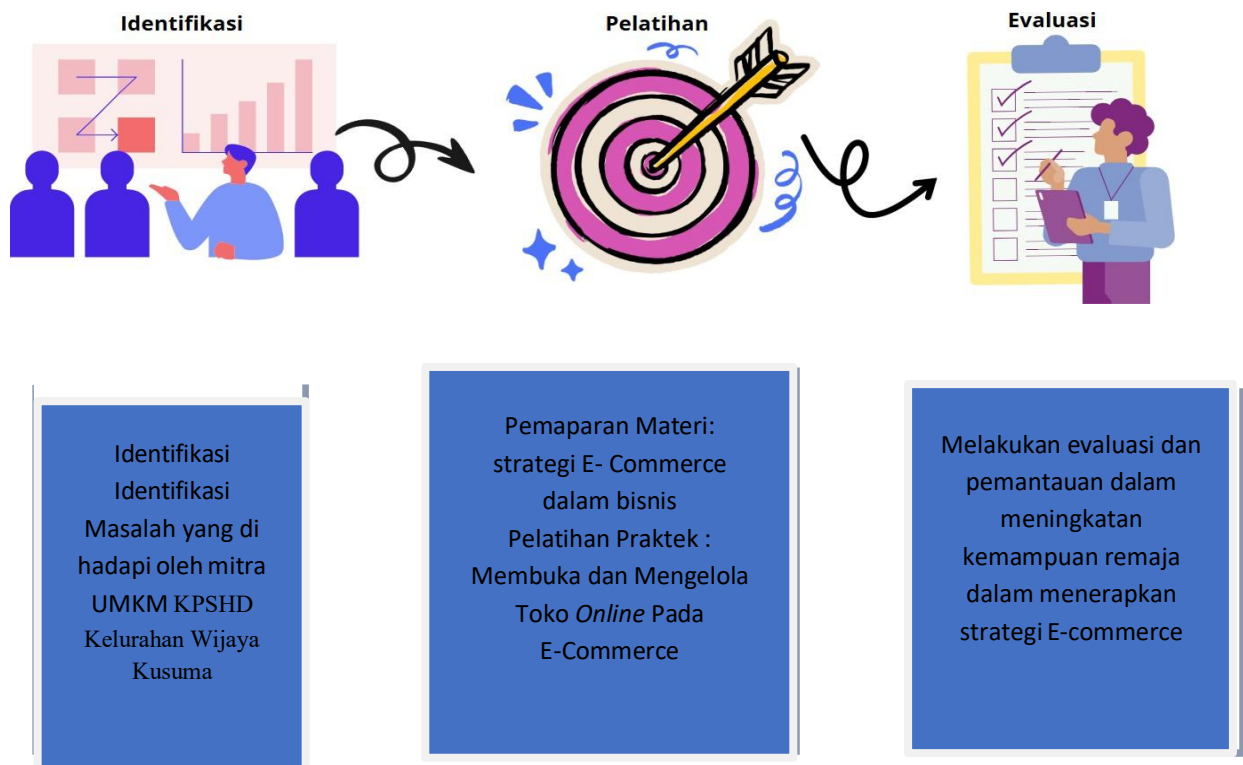 Identifikasi
Pelatihan
Evaluasi
Identifikasi
Identifikasi
Masalah yang di
hadapi oleh mitra
UMKM KPSHD
Kelurahan Wijaya
Kusuma
Pemaparan Materi:
strategi E- Commerce
dalam bisnis
Pelatihan Praktek :
Membuka dan Mengelola
Toko Online Pada
E-Commerce
Melakukan evaluasi dan
pemantauan dalam
meningkatan
kemampuan remaja
dalam menerapkan
strategi E-commerce